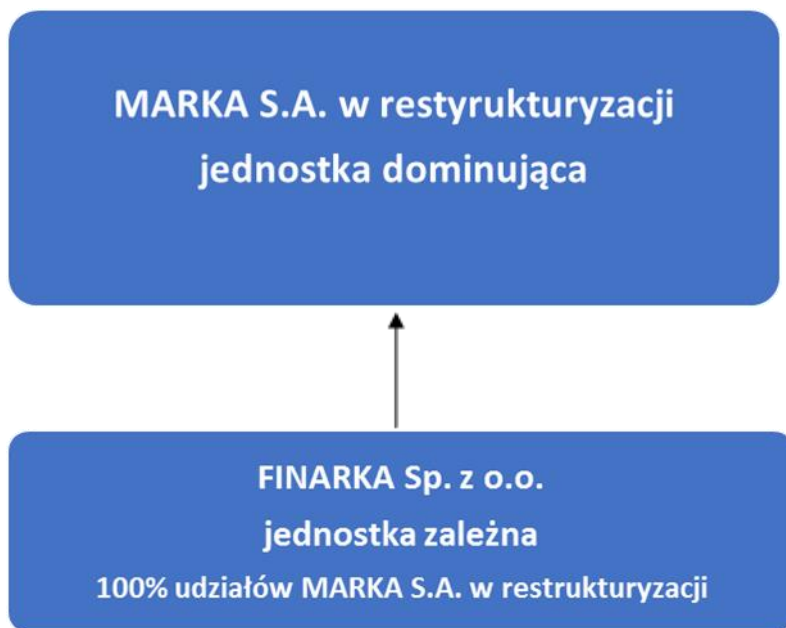 MARKA S.A. w restyrukturyzacji
jednostka dominująca
FINARKA Sp. z o.o.
jednostka zależna
100% udziałów MARKA S.A. w restrukturyzacji